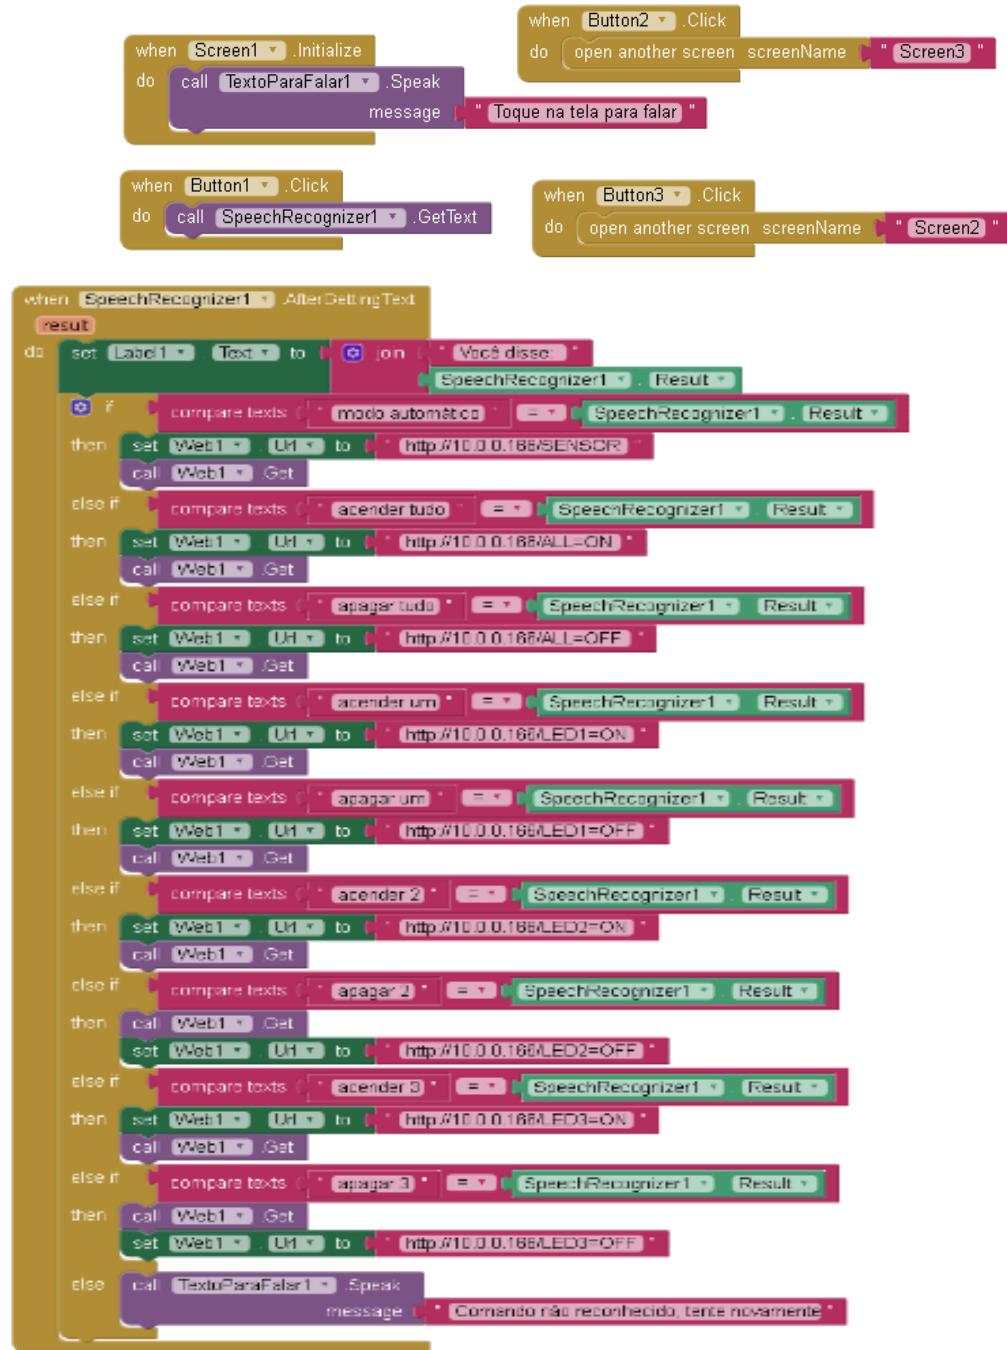 when Screen1 .Initialize
do call TextoParaFalar1 .Speak
message " Toque na tela para falar "
when Button2 .Click
do open another screen screenName " Screen3 "
when Button1 .Click
do call SpeechRecognizer1 .GetText
when Button3 .Click
do open another screen screenName " Screen2 "
when SpeechRecognizer1 .AfterGettingText
result
do set Label1 . Text to join " Você disse: "
SpeechRecognizer1 . Result
if compare texts " modo automático " = SpeechRecognizer1 . Result
then set Web1 . Url to " http://10.0.0.166/SENSOR "
call Web1 .Get
else if compare texts " acender tudo " = SpeechRecognizer1 . Result
then set Web1 . Url to " http://10.0.0.166/ALL=ON "
call Web1 .Get
else if compare texts " apagar tudo " = SpeechRecognizer1 . Result
then set Web1 . Url to " http://10.0.0.166/ALL=OFF "
call Web1 .Get
else if compare texts " acender um " = SpeechRecognizer1 . Result
then set Web1 . Url to " http://10.0.0.166/LED1=ON "
call Web1 .Get
else if compare texts " apagar um " = SpeechRecognizer1 . Result
then set Web1 . Url to " http://10.0.0.166/LED1=OFF "
call Web1 .Get
else if compare texts " acender 2 " = SpeechRecognizer1 . Result
then set Web1 . Url to " http://10.0.0.166/LED2=ON "
call Web1 .Get
else if compare texts " apagar 2 " = SpeechRecognizer1 . Result
then call Web1 .Get
set Web1 . Url to " http://10.0.0.166/LED2=OFF "
else if compare texts " acender 3 " = SpeechRecognizer1 . Result
then set Web1 . Url to " http://10.0.0.166/LED3=ON "
call Web1 .Get
else if compare texts " apagar 3 " = SpeechRecognizer1 . Result
then call Web1 .Get
set Web1 . Url to " http://10.0.0.166/LED3=OFF "
else call TextoParaFalar1 .Speak
message " Comando não reconhecido, tente novamente "